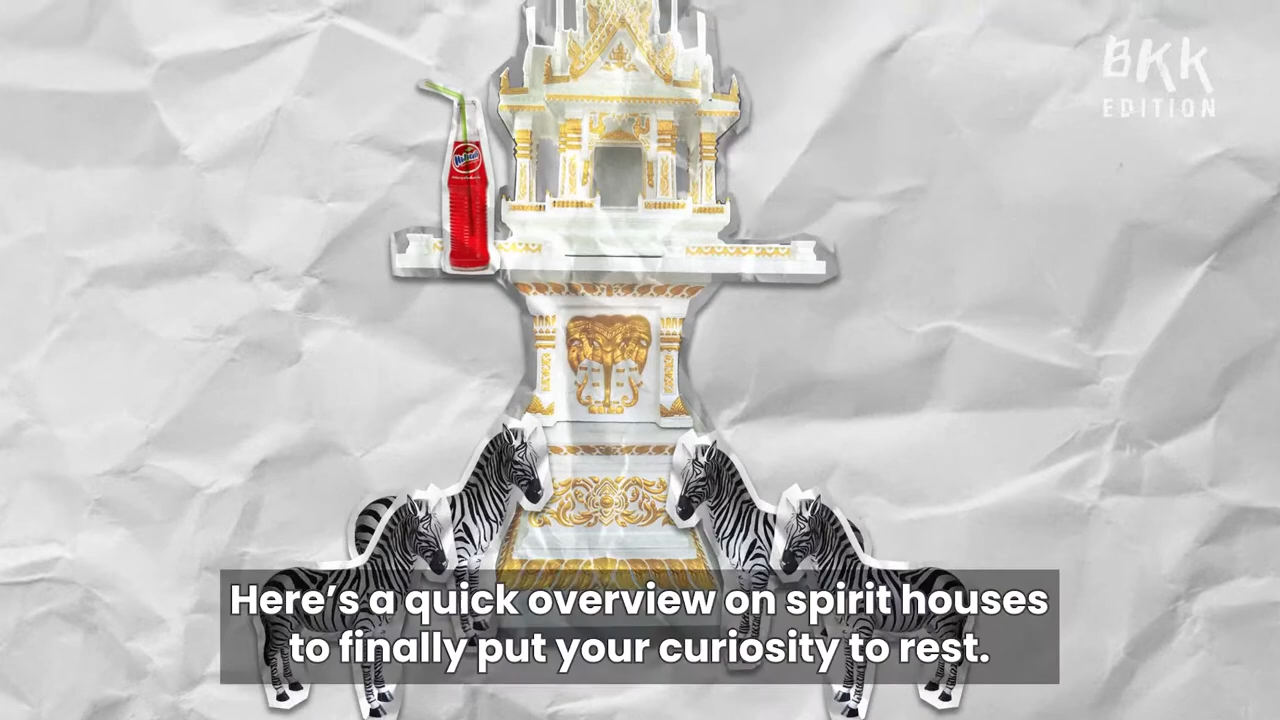 BKK
EDITION
Here's a quick overview on spirit houses
to finally put your curiosity to rest.